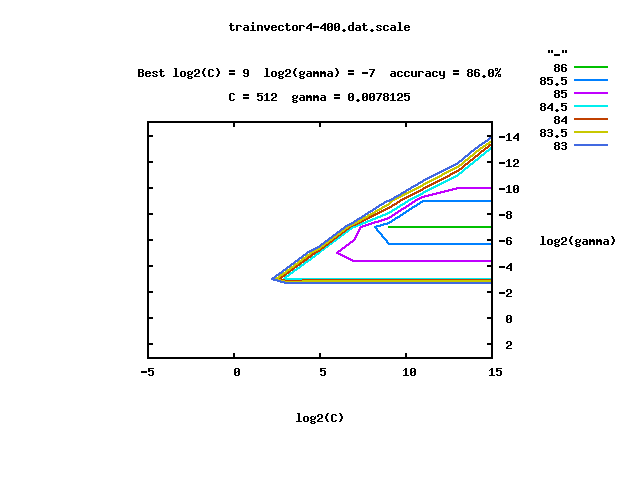 trainvector4-400.dat.scale
"_"
Best log2(C) = 9  log2(gamma) = -7  accuracy = 86.0%
C = 512  gamma = 0.0078125
86
85.5
85
84.5
84
83.5
83
-14
-12
-10
-8
-6
-4
-2
0
2
log2(gamma)
-5 0 5 10 15
log2(C)